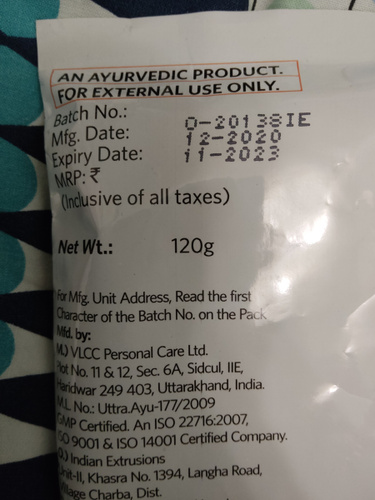 AN AYURVEDIC PRODUCT.
FOR EXTERNAL USE ONLY.
Batch No.: O-20138IE
Mfg. Date: 12-2020
Expiry Date: 11-2023
MRP: ₹
(Inclusive of all taxes)
Net Wt.: 120g
For Mfg. Unit Address, Read the first
Character of the Batch No. on the Pack
Mfd. by:
VLCC Personal Care Ltd.
Plot No. 11 & 12, Sec. 6A, Sidcul, IIE,
Haridwar 249 403, Uttarakhand, India.
M.L No.: Uttra.Ayu-177/2009
GMP Certified. An ISO 22716:2007,
ISO 9001 & ISO 14001 Certified Company.
Indian Extrusions
Unit-II, Khasra No. 1394, Langha Road,
Village Charba, Dist.